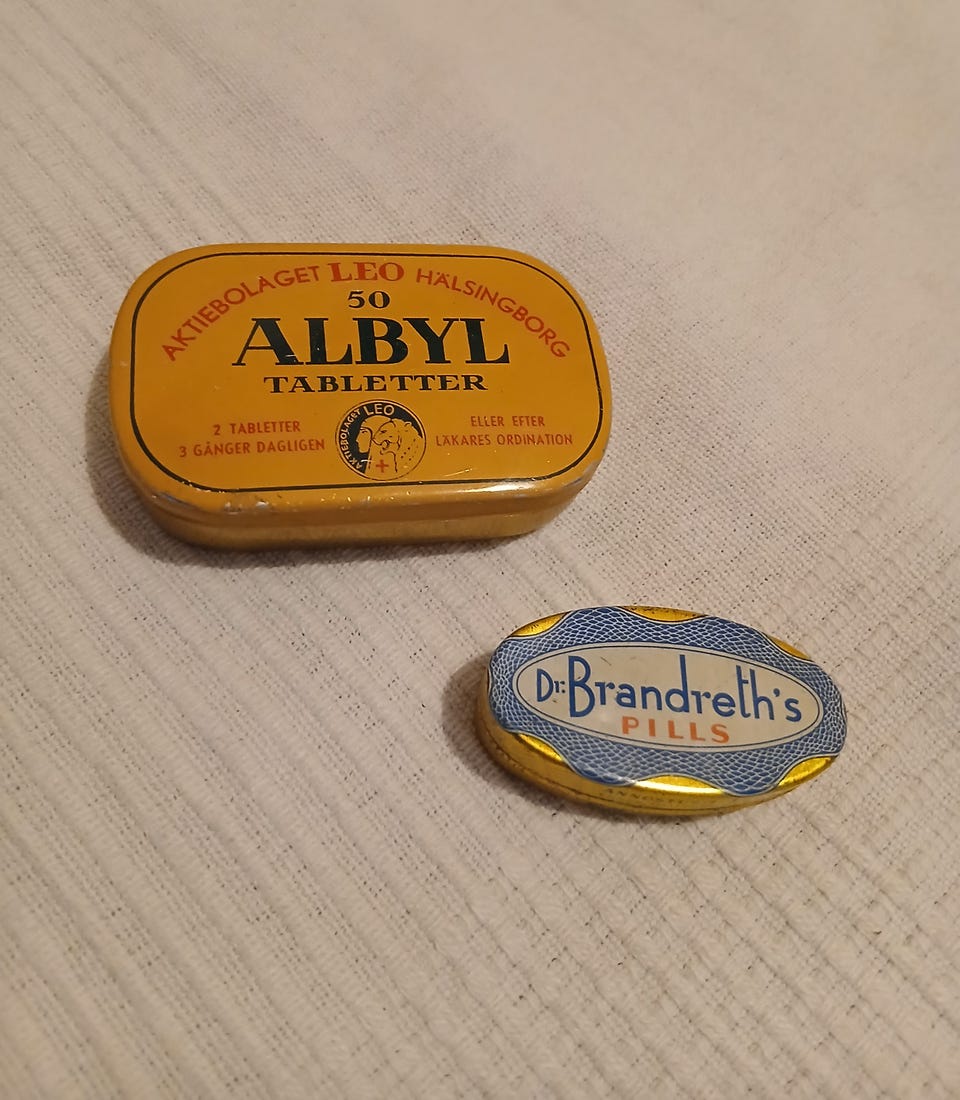 AKTIEBOLAGET LEO HÄLSINGBORG
50
ALBYL
TABLETTER
2 TABLETTER
3 GÅNGER DAGLIGEN
AKTIEBOLAGET LEO
ELLER EFTER
LÄKARES ORDINATION
Dr. Brandreth's
PILLS